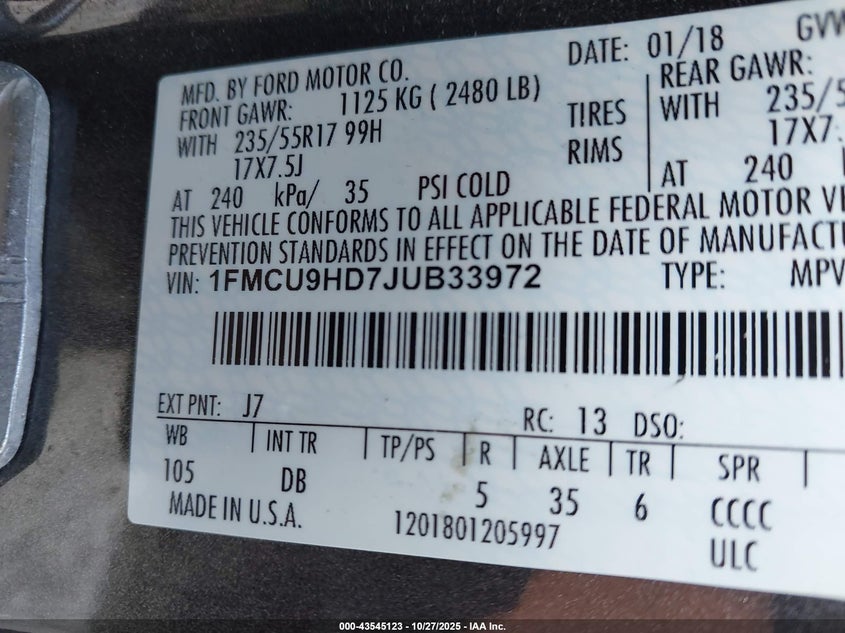 DATE: 01/18
GVW
MFD. BY FORD MOTOR CO.
FRONT GAWR: 1125 KG ( 2480 LB)
REAR GAWR:
WITH 235/55R17 99H TIRES
WITH 235/5
17X7.5J RIMS
17X7.
AT 240 kPa/ 35 PSI COLD
AT 240
THIS VEHICLE CONFORMS TO ALL APPLICABLE FEDERAL MOTOR VE
PREVENTION STANDARDS IN EFFECT ON THE DATE OF MANUFACTU
VIN: 1FMCU9HD7JUB33972 TYPE: MPV
EXT PNT: J7 RC: 13 DSO:
WB INT TR TP/PS R AXLE TR SPR
105 DB 5 35 6 CCCC
MADE IN U.S.A. 1201801205997 ULC
000-43545123 - 10/27/2025 - IAA Inc.